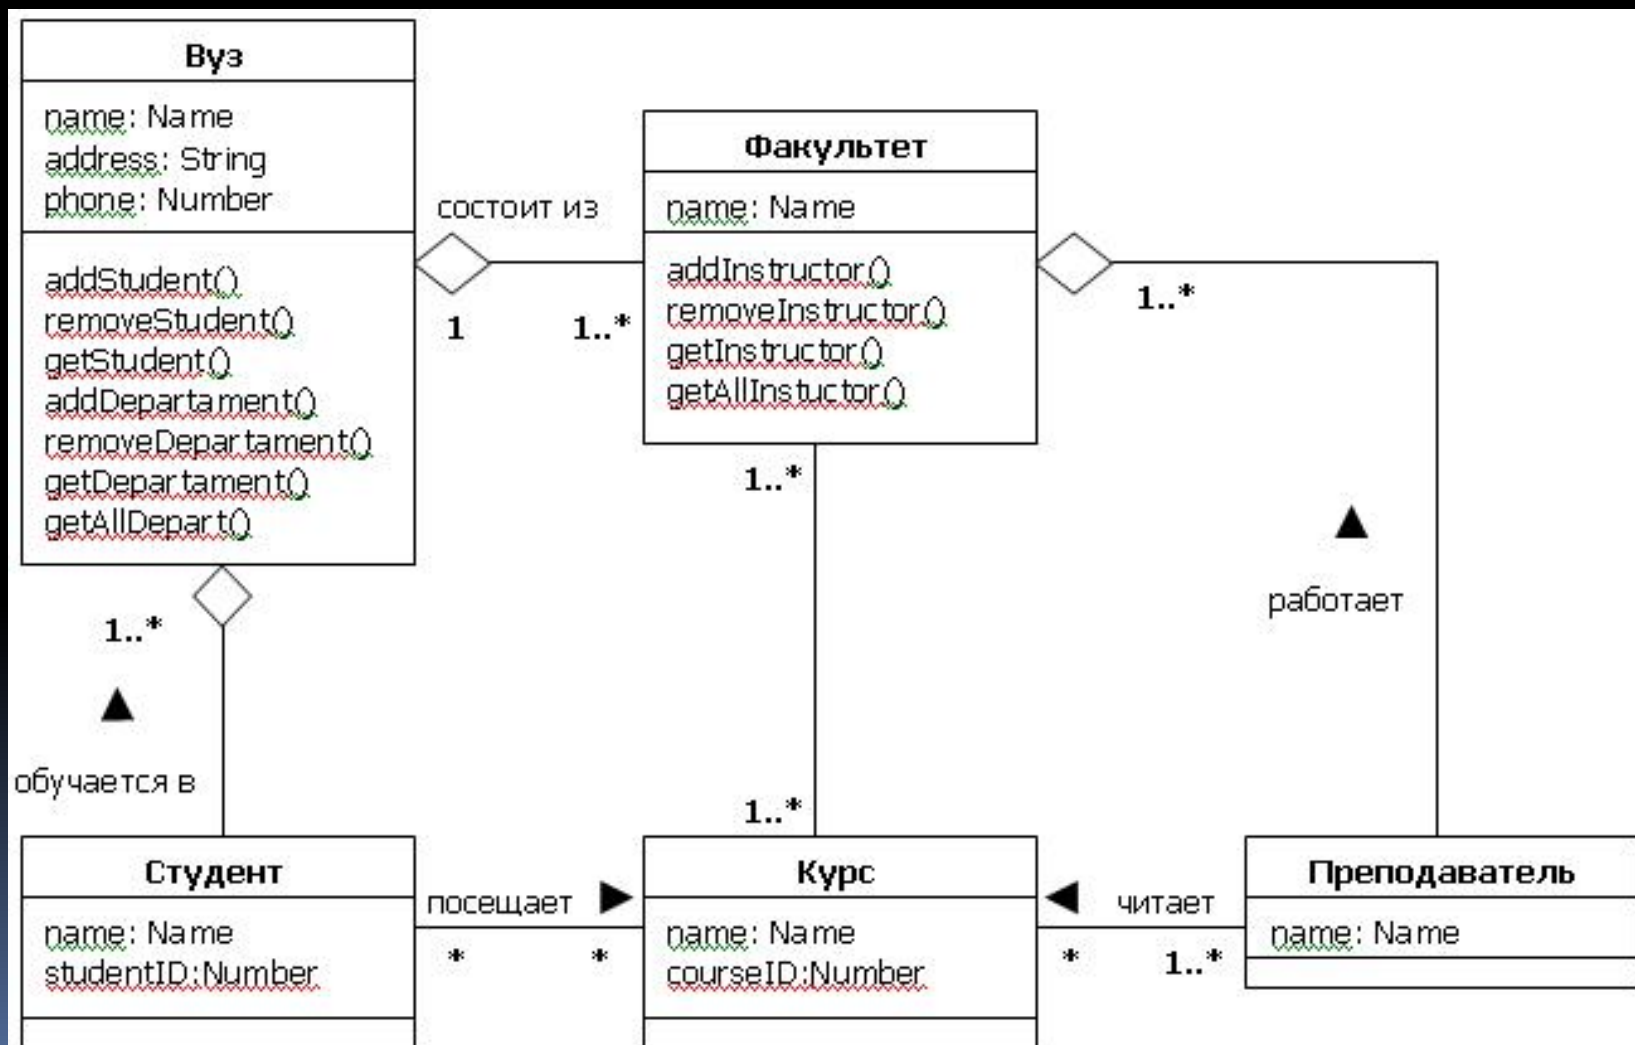 Вуз
name: Name
address: String
phone: Number
addStudent()
removeStudent()
getStudent()
addDepartament()
removeDepartament()
getDepartament()
getAllDepart()
состоит из
1
1..*
Факультет
name: Name
addInstructor()
removeInstructor()
getInstructor()
getAllInstuctor()
1..*
1..*
работает
1..*
обучается в
1..*
Студент
name: Name
studentID:Number
посещает
*
*
Курс
name: Name
courseID:Number
читает
*
1..*
Преподаватель
name: Name